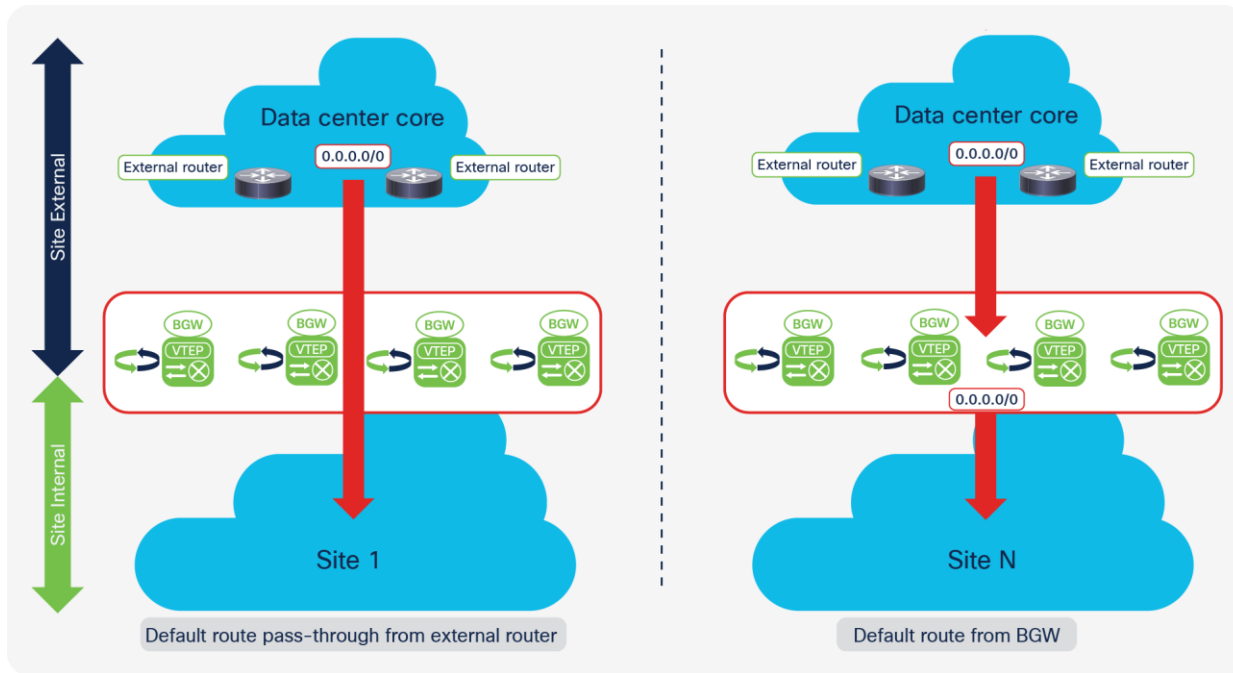 Site External
Site Internal
Data center core
0.0.0.0/0
External router
External router
BGW
VTEP
BGW
VTEP
BGW
VTEP
BGW
VTEP
Site 1
Default route pass-through from external router
Data center core
0.0.0.0/0
External router
External router
BGW
VTEP
BGW
VTEP
BGW
VTEP
BGW
VTEP
0.0.0.0/0
Site N
Default route from BGW